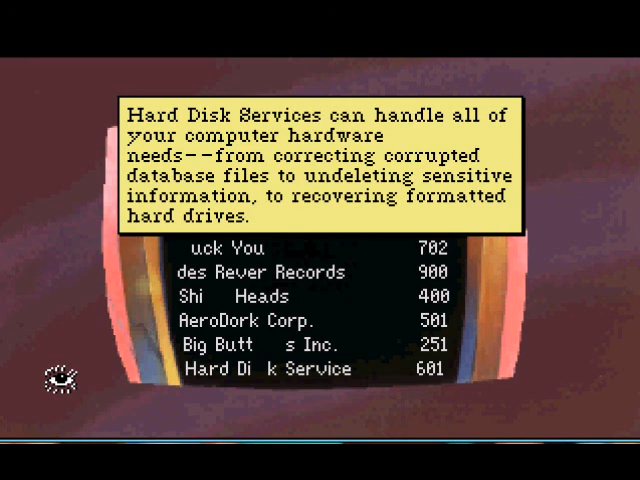 Hard Disk Services can handle all of
your computer hardware
needs--from correcting corrupted
database files to undeleting sensitive
information, to recovering formatted
hard drives.
uck You 702
des Rever Records 900
Shi Heads 400
AeroDork Corp. 501
Big Butt s Inc. 251
Hard Di k Service 601